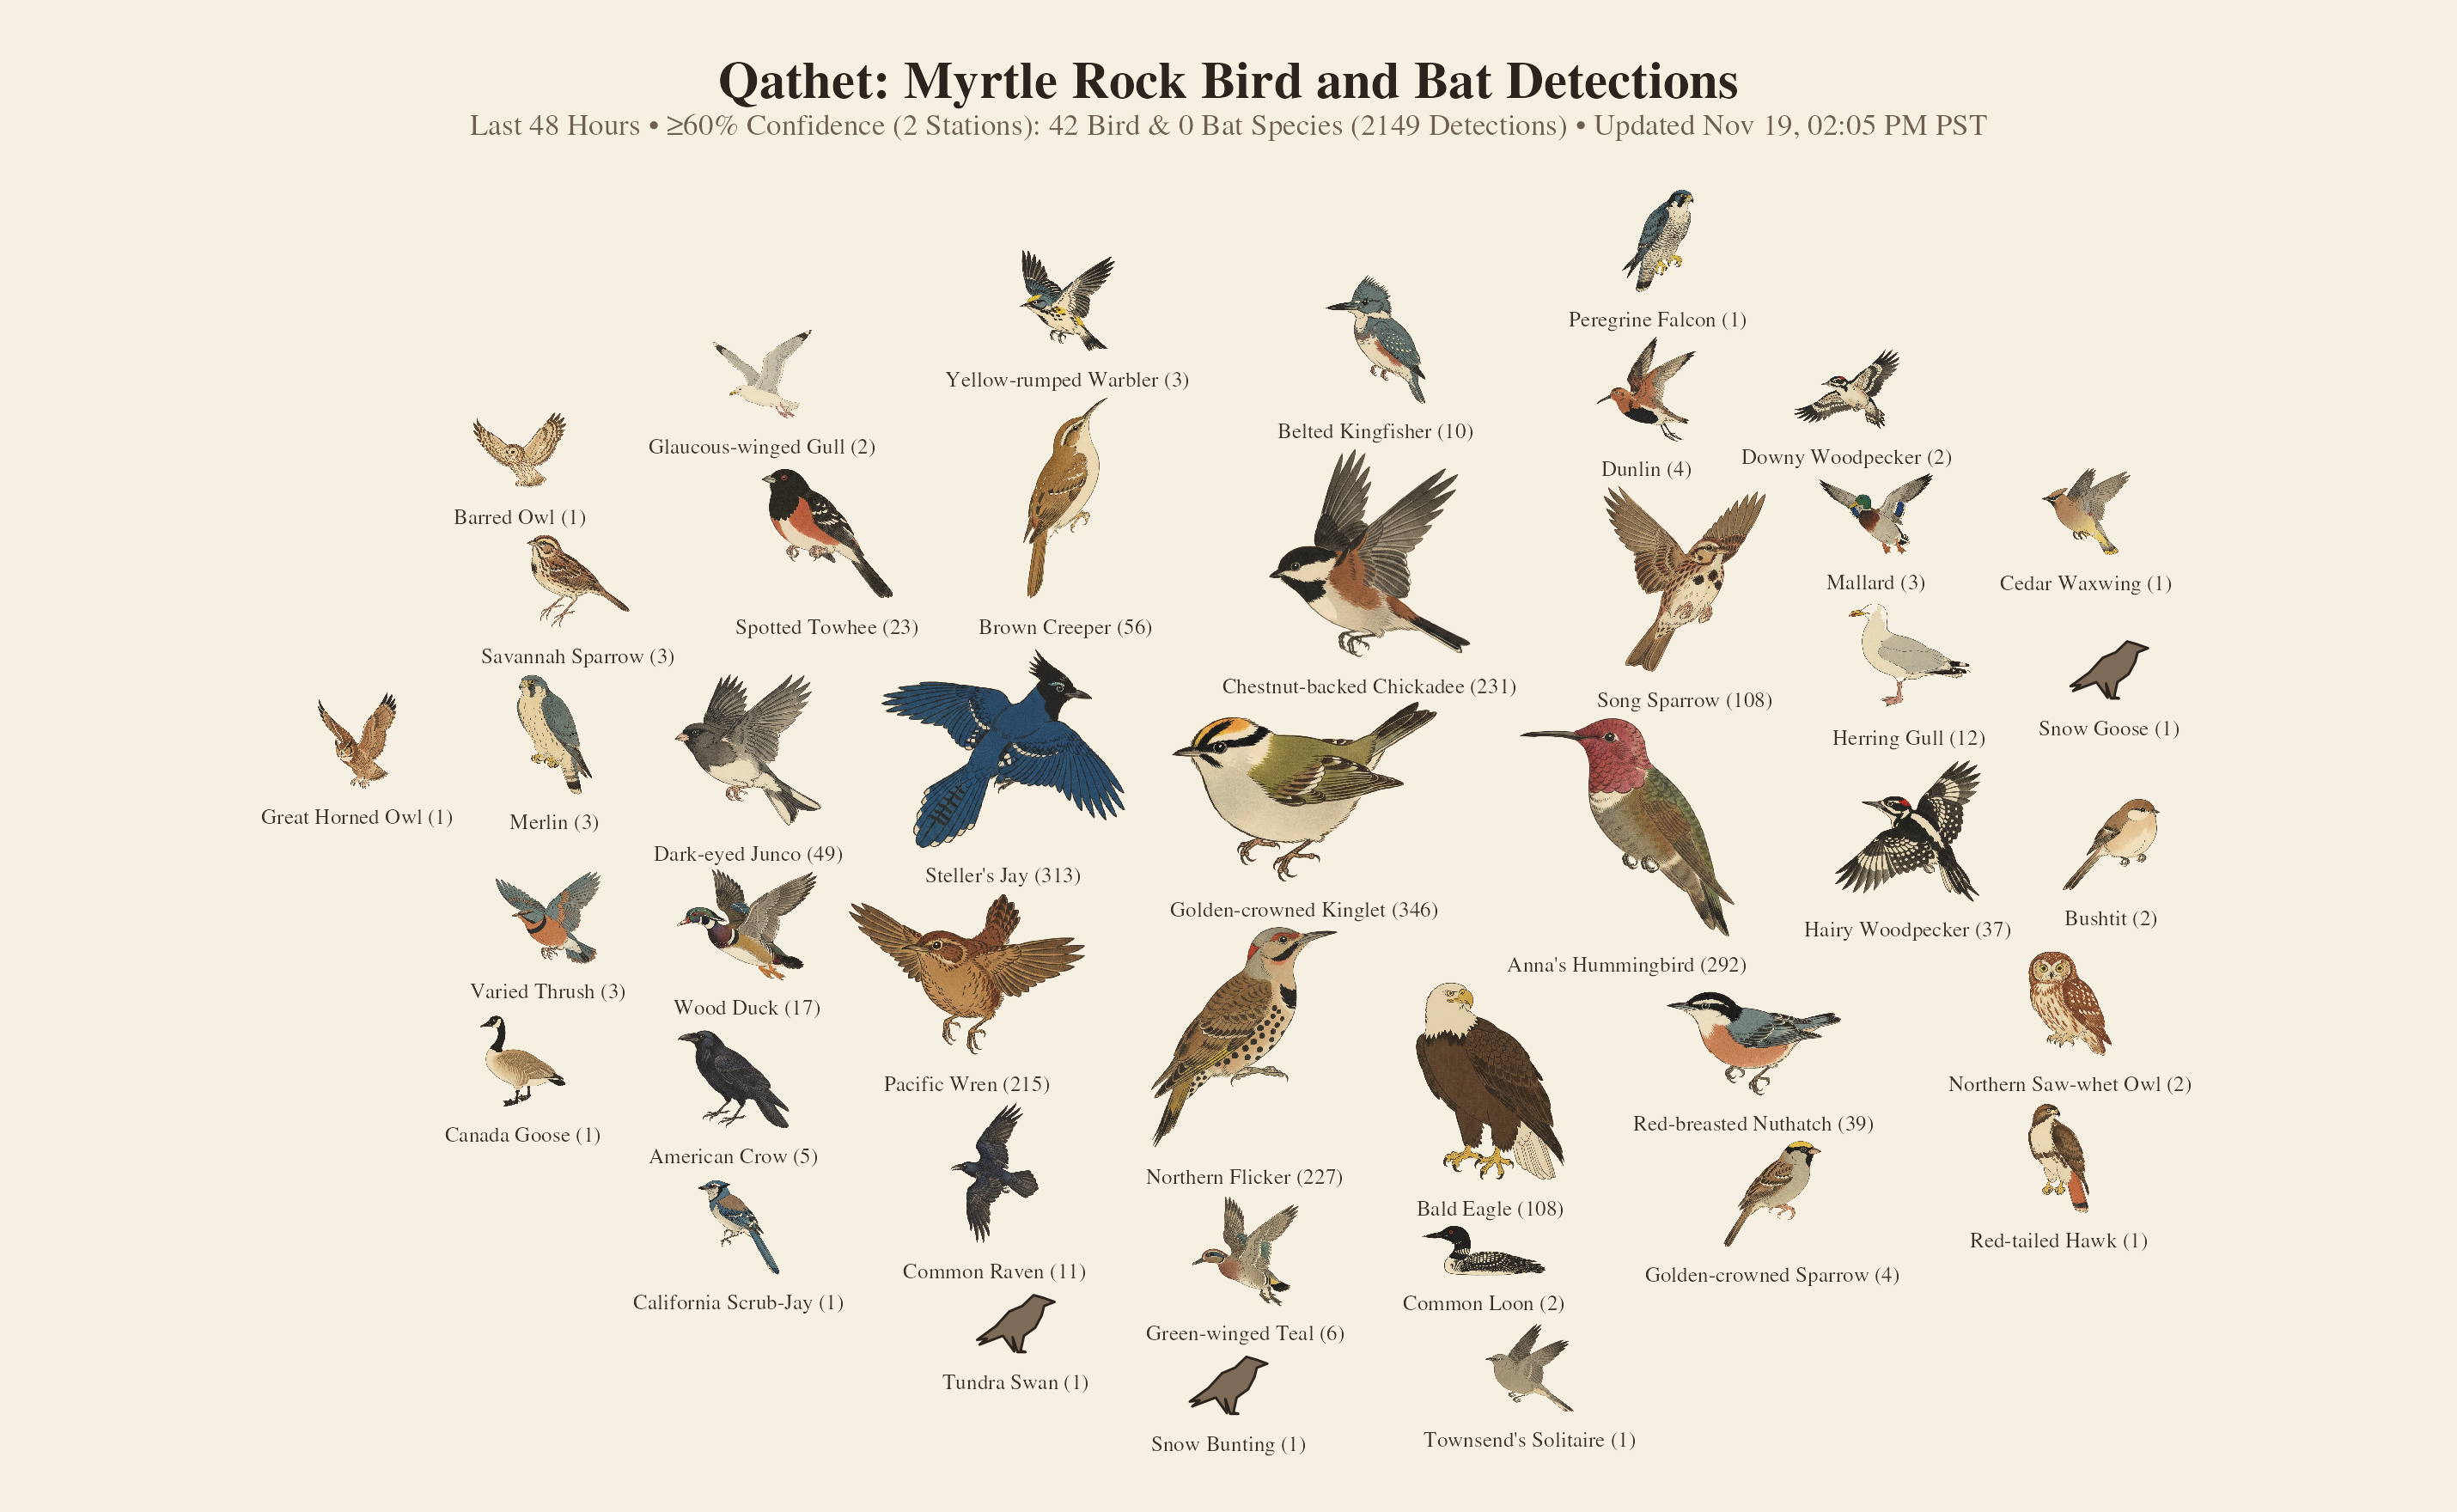 Qathet: Myrtle Rock Bird and Bat Detections
Last 48 Hours • ≥60% Confidence (2 Stations): 42 Bird & 0 Bat Species (2149 Detections) • Updated Nov 19, 02:05 PM PST
Peregrine Falcon (1)
Yellow-rumped Warbler (3)
Belted Kingfisher (10)
Glaucous-winged Gull (2)
Dunlin (4)
Downy Woodpecker (2)
Barred Owl (1)
Mallard (3)
Cedar Waxwing (1)
Spotted Towhee (23)
Brown Creeper (56)
Savannah Sparrow (3)
Chestnut-backed Chickadee (231)
Song Sparrow (108)
Herring Gull (12)
Snow Goose (1)
Great Horned Owl (1)
Merlin (3)
Dark-eyed Junco (49)
Steller's Jay (313)
Golden-crowned Kinglet (346)
Anna's Hummingbird (292)
Hairy Woodpecker (37)
Bushtit (2)
Varied Thrush (3)
Wood Duck (17)
Pacific Wren (215)
Northern Saw-whet Owl (2)
Canada Goose (1)
American Crow (5)
Northern Flicker (227)
Red-breasted Nuthatch (39)
Bald Eagle (108)
Red-tailed Hawk (1)
Common Raven (11)
Golden-crowned Sparrow (4)
California Scrub-Jay (1)
Common Loon (2)
Green-winged Teal (6)
Tundra Swan (1)
Snow Bunting (1)
Townsend's Solitaire (1)